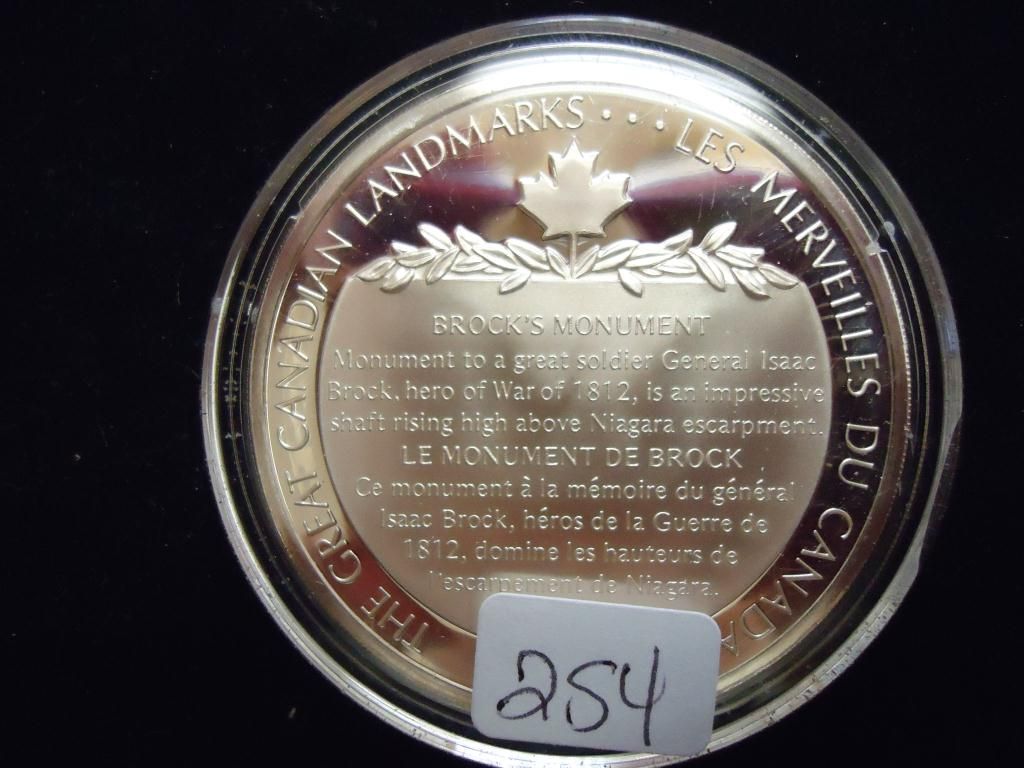 THE GREAT CANADIAN LANDMARKS... LES MERVEILLES DU CANADA
BROCK'S MONUMENT
Monument to a great soldier General Isaac
Brock, hero of War of 1812, is an impressive
shaft rising high above Niagara escarpment.
LE MONUMENT DE BROCK
Ce monument à la mémoire du général
Isaac Brock, héros de la Guerre de
1812, domine les hauteurs de
l'escarpement de Niagara.
254